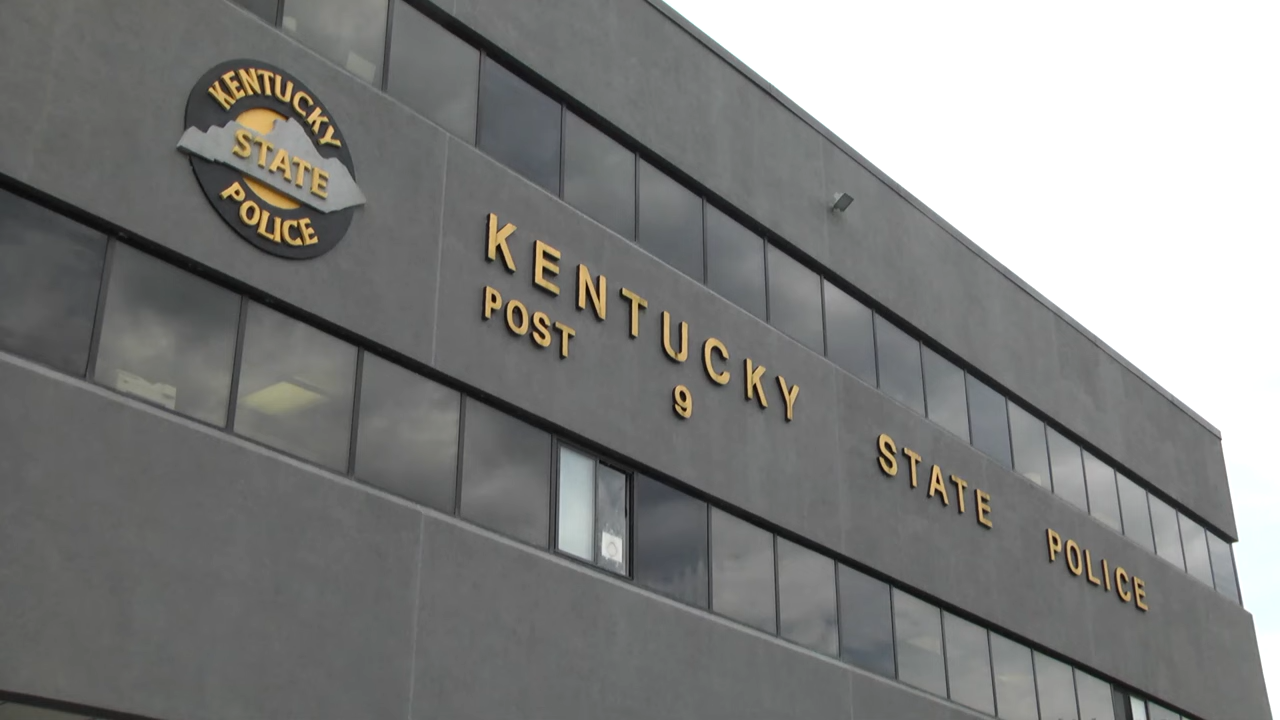 KENTUCKY
STATE
POLICE
KENTUCKY STATE POLICE
POST 9